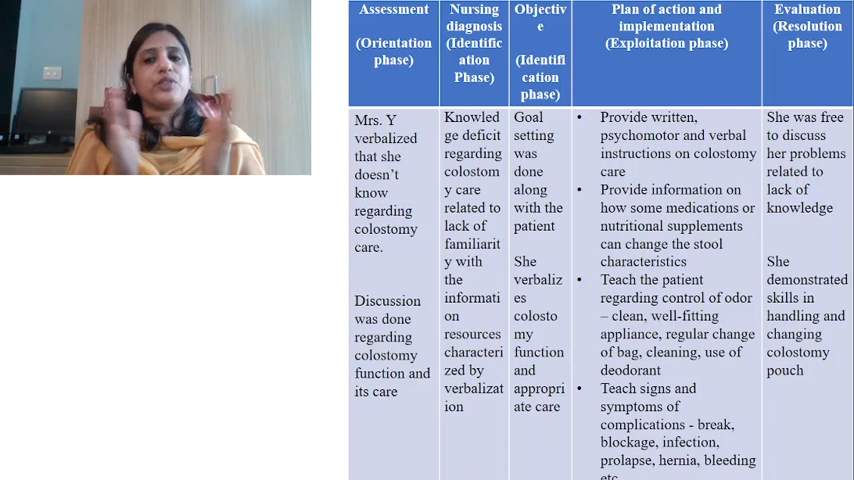 Assessment
(Orientation
phase)
Nursing
diagnosis
(Identific
ation
Phase)
Objectiv
e
(Identifi
cation
phase)
Plan of action and
implementation
(Exploitation phase)
Evaluation
(Resolution
phase)
Mrs. Y
verbalized
that she
doesn’t
know
regarding
colostomy
care.
Discussion
was done
regarding
colostomy
function and
its care
Knowled
ge deficit
regarding
colostom
y care
related to
lack of
familiarit
y with
the
informati
on
resources
characteri
zed by
verbalizat
ion
Goal
setting
was
done
along
with the
patient
She
verbaliz
es
colosto
my
function
and
appropri
ate care
• Provide written,
psychomotor and verbal
instructions on colostomy
care
• Provide information on
how some medications or
nutritional supplements
can change the stool
characteristics
• Teach the patient
regarding control of odor
– clean, well-fitting
appliance, regular change
of bag, cleaning, use of
deodorant
• Teach signs and
symptoms of
complications - break,
blockage, infection,
prolapse, hernia, bleeding
etc
She was free
to discuss
her problems
related to
lack of
knowledge
She
demonstrated
skills in
handling and
changing
colostomy
pouch